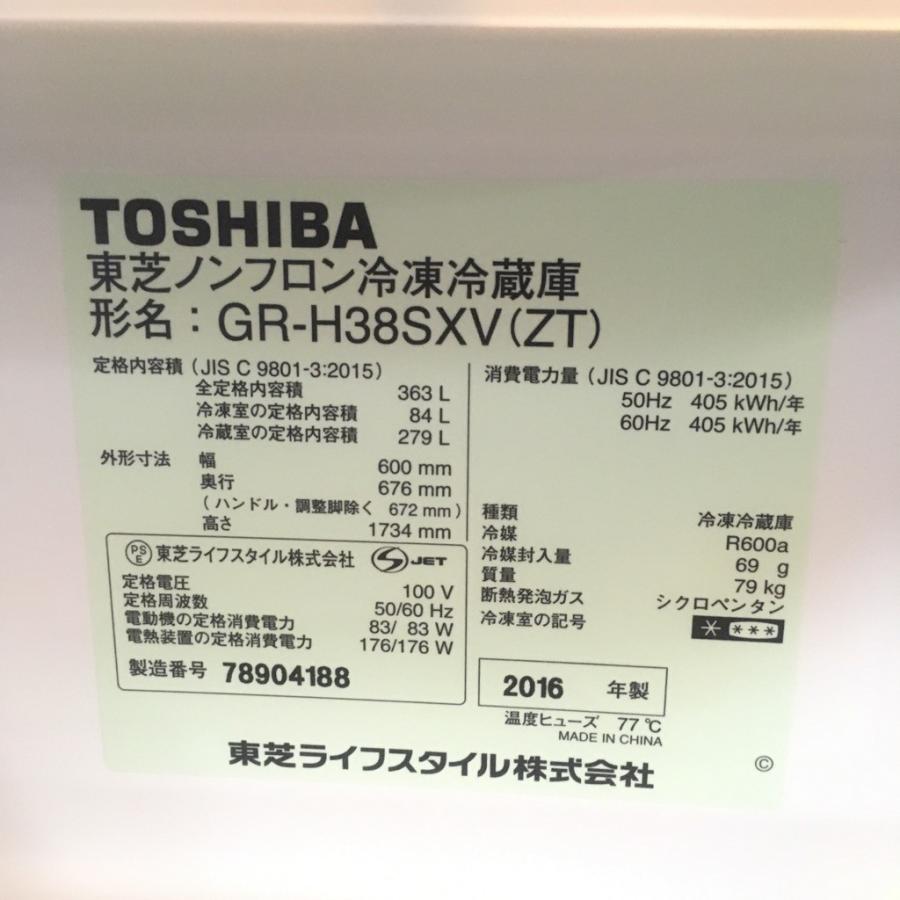 TOSHIBA
東芝ノンフロン冷凍冷蔵庫
形名：GR-H38SXV(ZT)
定格内容積（JIS C 9801-3:2015）
全定格内容積 363 L
冷凍室の定格内容積 84 L
冷蔵室の定格内容積 279 L
外形寸法 幅 600 mm
奥行 676 mm
（ハンドル・調整脚除く 672 mm）
高さ 1734 mm
PSE 東芝ライフスタイル株式会社 S JET
定格電圧 100 V
定格周波数 50/60 Hz
電動機の定格消費電力 83/ 83 W
電熱装置の定格消費電力 176/176 W
製造番号 78904188
消費電力量（JIS C 9801-3:2015）
50Hz 405 kWh/年
60Hz 405 kWh/年
種類 冷凍冷蔵庫
冷媒 R600a
冷媒封入量 69 g
質量 79 kg
断熱発泡ガス シクロペンタン
冷凍室の記号 * ***
2016 年製
温度ヒューズ 77℃
MADE IN CHINA
東芝ライフスタイル株式会社 ©